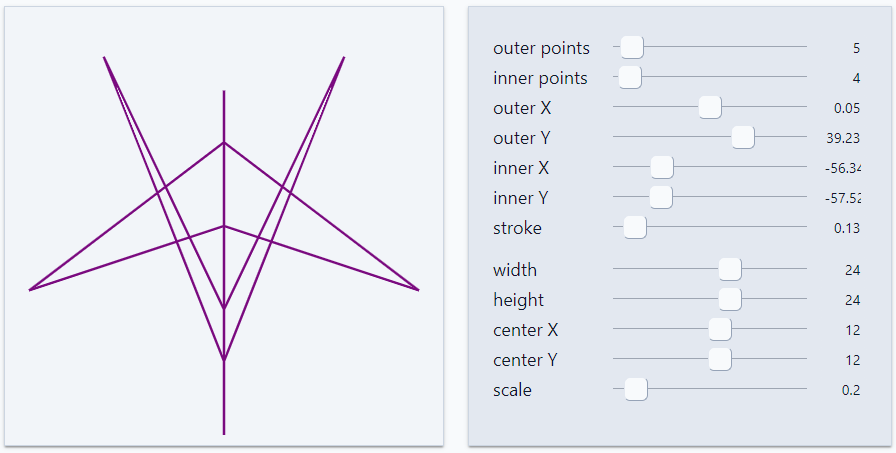 outer points 5
inner points 4
outer X 0.05
outer Y 39.23
inner X -56.34
inner Y -57.52
stroke 0.13
width 24
height 24
center X 12
center Y 12
scale 0.2